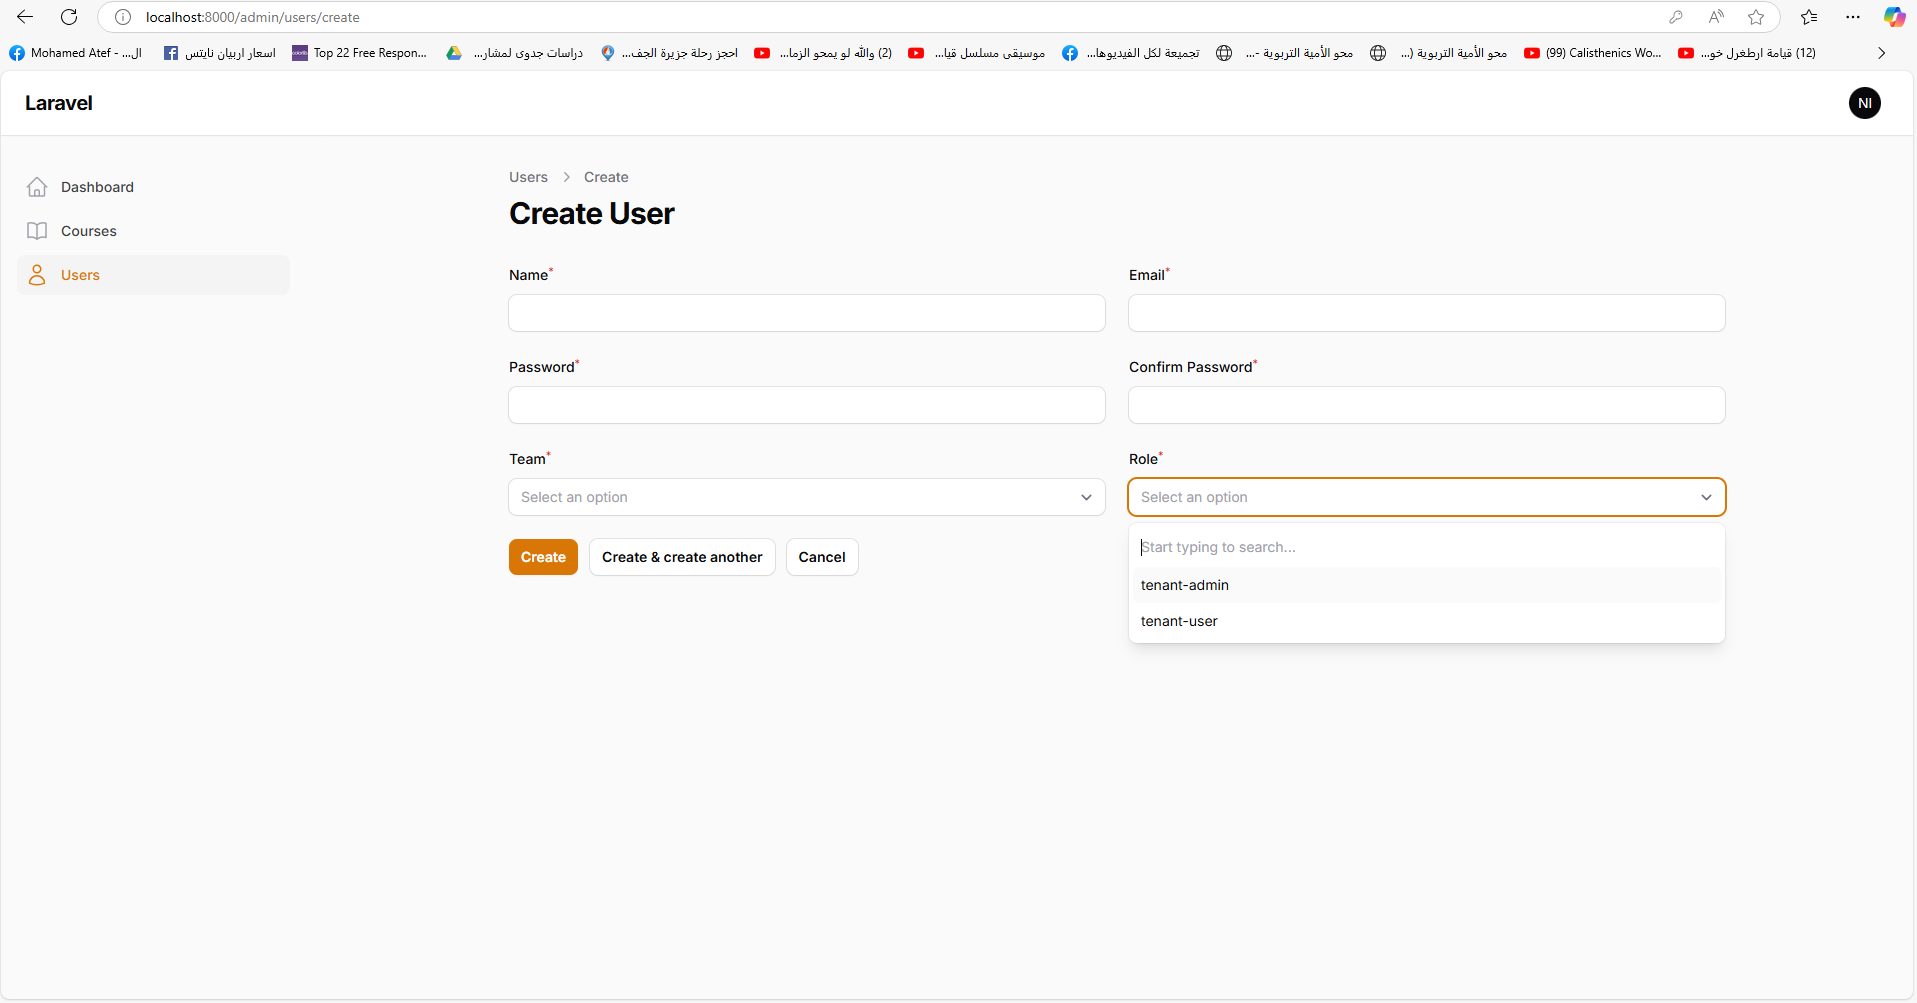 localhost:8000/admin/users/create
Mohamed Atef - ...ال
اسعار اربيان نايتس
Top 22 Free Respon...
دراسات جدوى لمشار...
احجز رحلة جزيرة الجف...
(2) والله لو يمحو الزما...
موسيقى مسلسل قيا...
تجميعة لكل الفيديوها...
محو الأمية التربوية -...
محو الأمية التربوية (...
(99) Calisthenics Wo...
(12) قيامة ارطغرل خو...
Laravel
NI
Dashboard
Courses
Users
Users > Create
Create User
Name*
Email*
Password*
Confirm Password*
Team*
Role*
Select an option
Select an option
Create
Create & create another
Cancel
Start typing to search...
tenant-admin
tenant-user